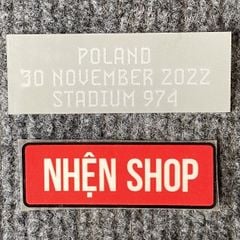 POLAND
30 NOVEMBER 2022
STADIUM 974
NHỆN SHOP